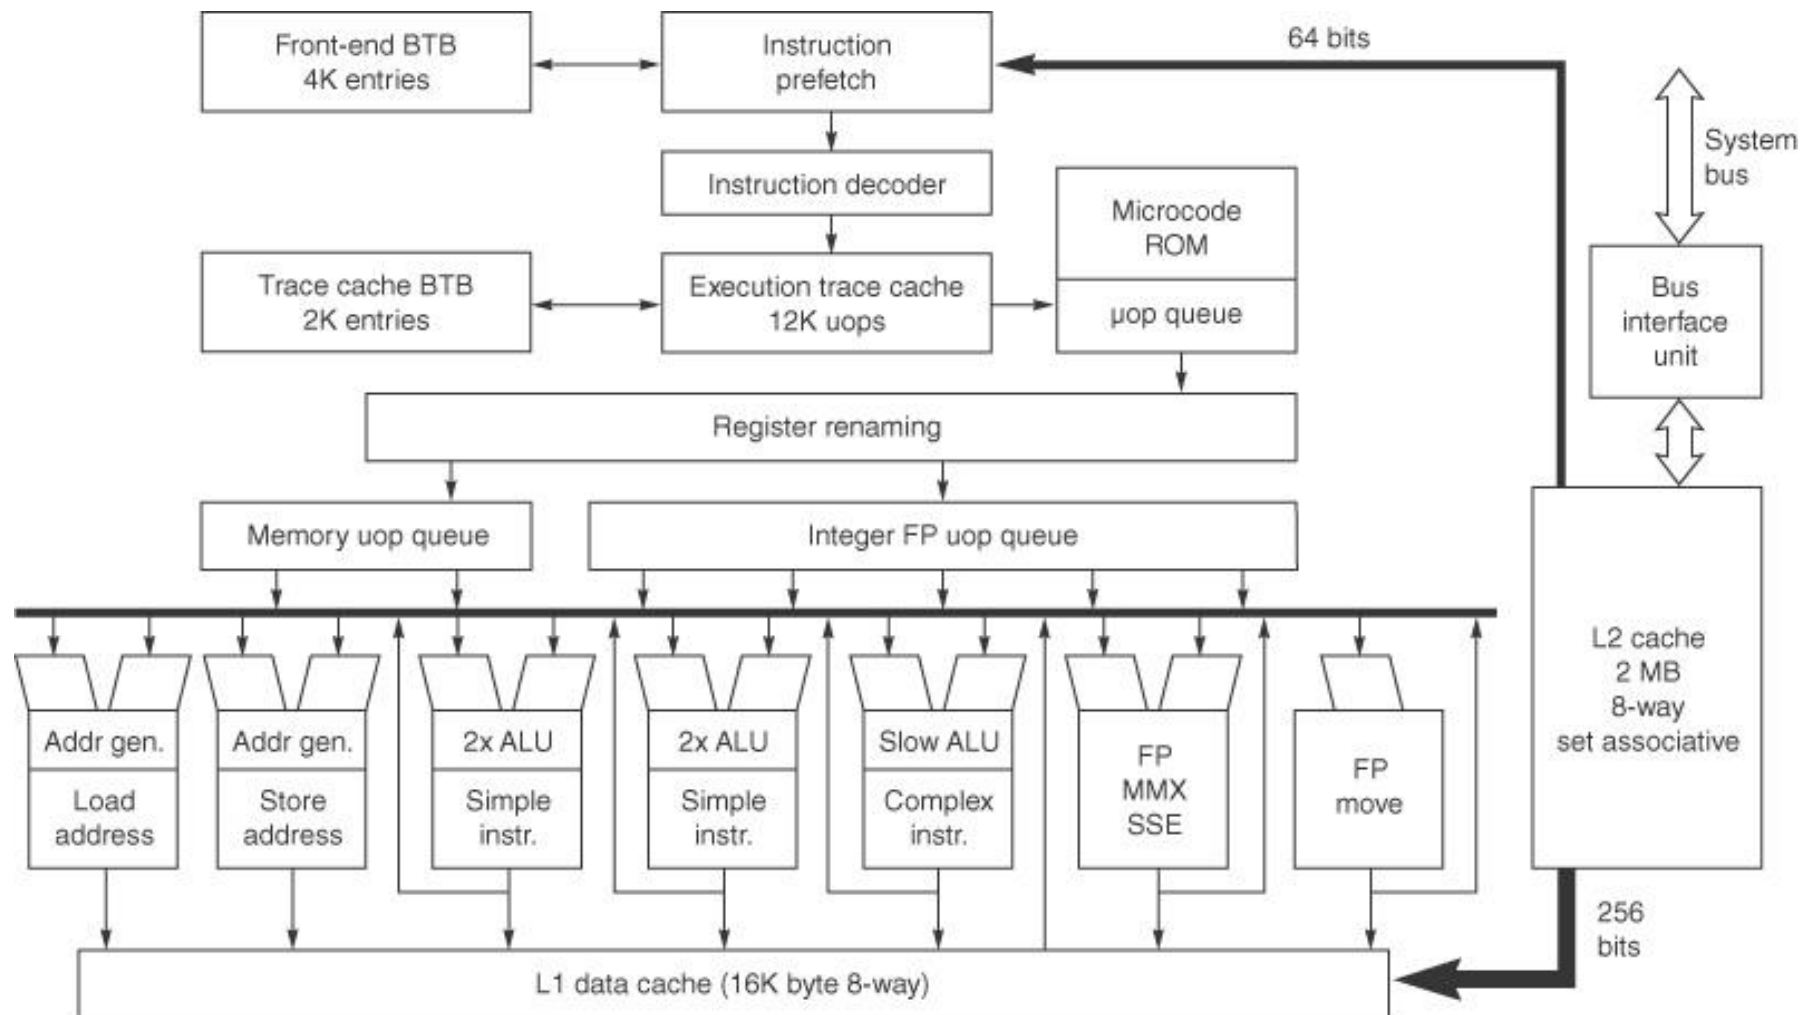 Front-end BTB
4K entries
Instruction
prefetch
64 bits
System
bus
Instruction decoder
Microcode
ROM
µop queue
Trace cache BTB
2K entries
Execution trace cache
12K uops
Bus
interface
unit
Register renaming
Memory uop queue
Integer FP uop queue
L2 cache
2 MB
8-way
set associative
Addr gen.
Load
address
Addr gen.
Store
address
2x ALU
Simple
instr.
2x ALU
Simple
instr.
Slow ALU
Complex
instr.
FP
MMX
SSE
FP
move
256
bits
L1 data cache (16K byte 8-way)